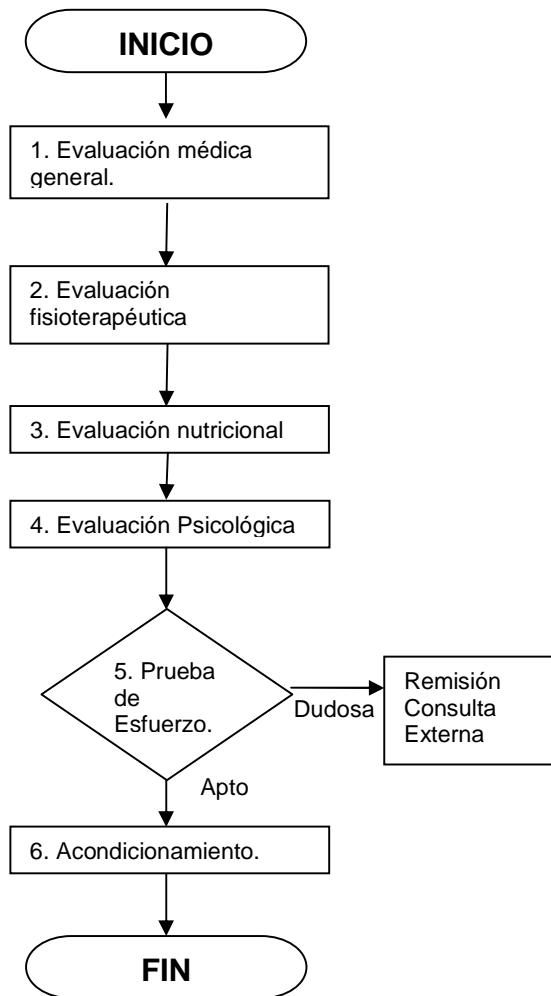 INICIO
1. Evaluación médica
general.
2. Evaluación
fisioterapéutica
3. Evaluación nutricional
4. Evaluación Psicológica
5. Prueba
de
Esfuerzo.
Dudosa
Remisión
Consulta
Externa
Apto
6. Acondicionamiento.
FIN